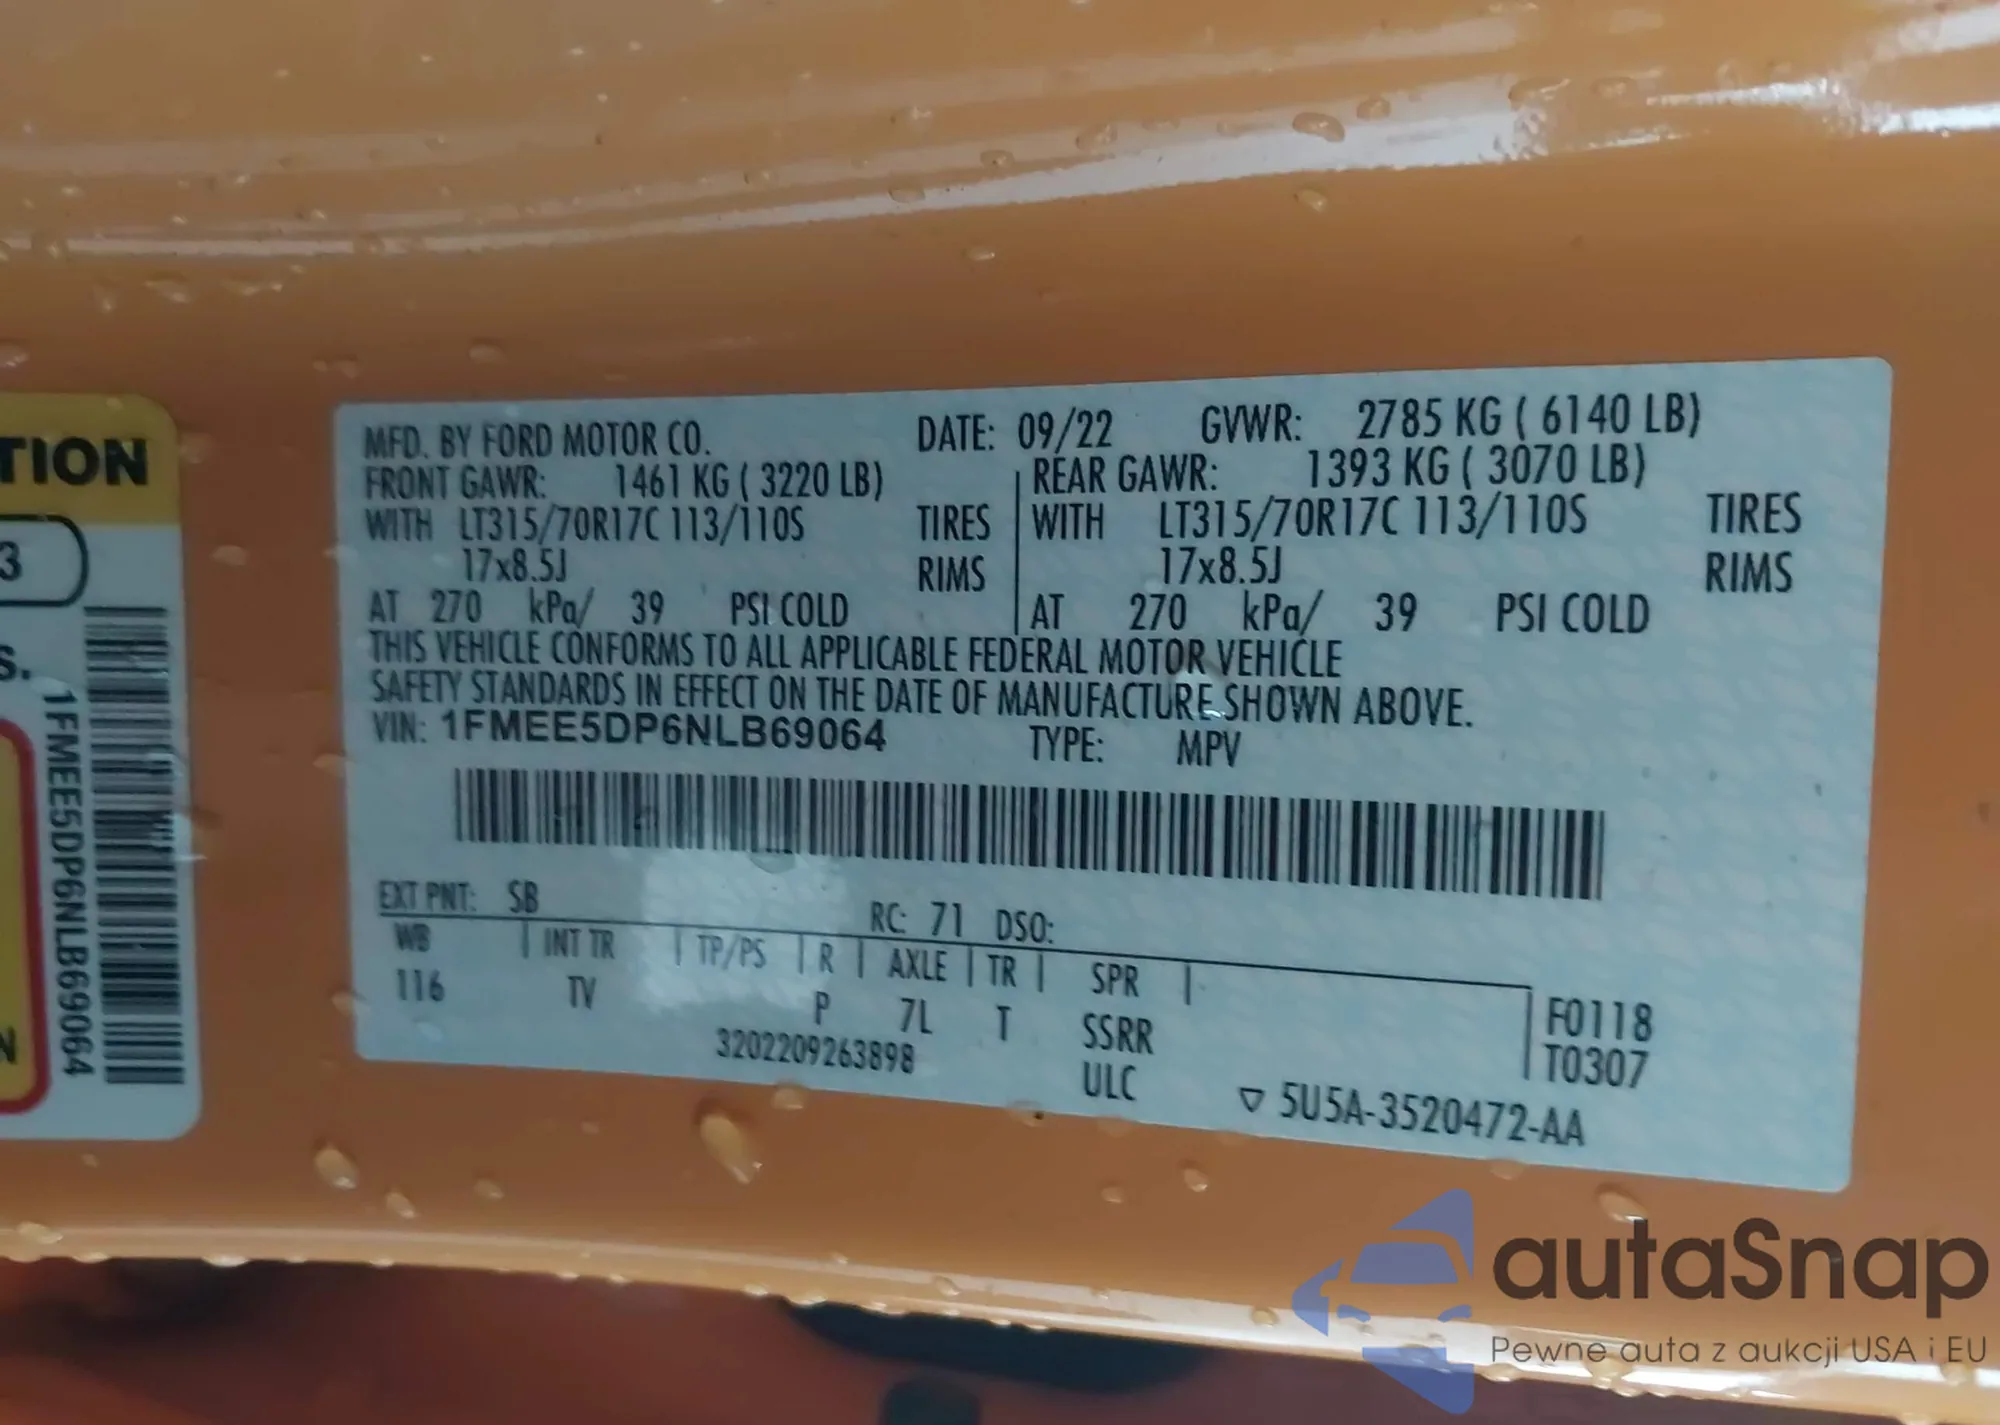 TION
3
S.
1FMEE5DP6NLB69064
N
MFD. BY FORD MOTOR CO. DATE: 09/22 GVWR: 2785 KG ( 6140 LB)
FRONT GAWR: 1461 KG ( 3220 LB) REAR GAWR: 1393 KG ( 3070 LB)
WITH LT315/70R17C 113/110S TIRES WITH LT315/70R17C 113/110S TIRES
17x8.5J RIMS 17x8.5J RIMS
AT 270 kPa/ 39 PSI COLD AT 270 kPa/ 39 PSI COLD
THIS VEHICLE CONFORMS TO ALL APPLICABLE FEDERAL MOTOR VEHICLE
SAFETY STANDARDS IN EFFECT ON THE DATE OF MANUFACTURE SHOWN ABOVE.
VIN: 1FMEE5DP6NLB69064 TYPE: MPV
EXT PNT: SB RC: 71 DSO:
WB INT TR TP/PS R AXLE TR SPR
116 TV P 7L T SSRR F0118
3202209263898 ULC T0307
▽ 5U5A-3520472-AA
autaSnap
Pewne auta z aukcji USA i EU